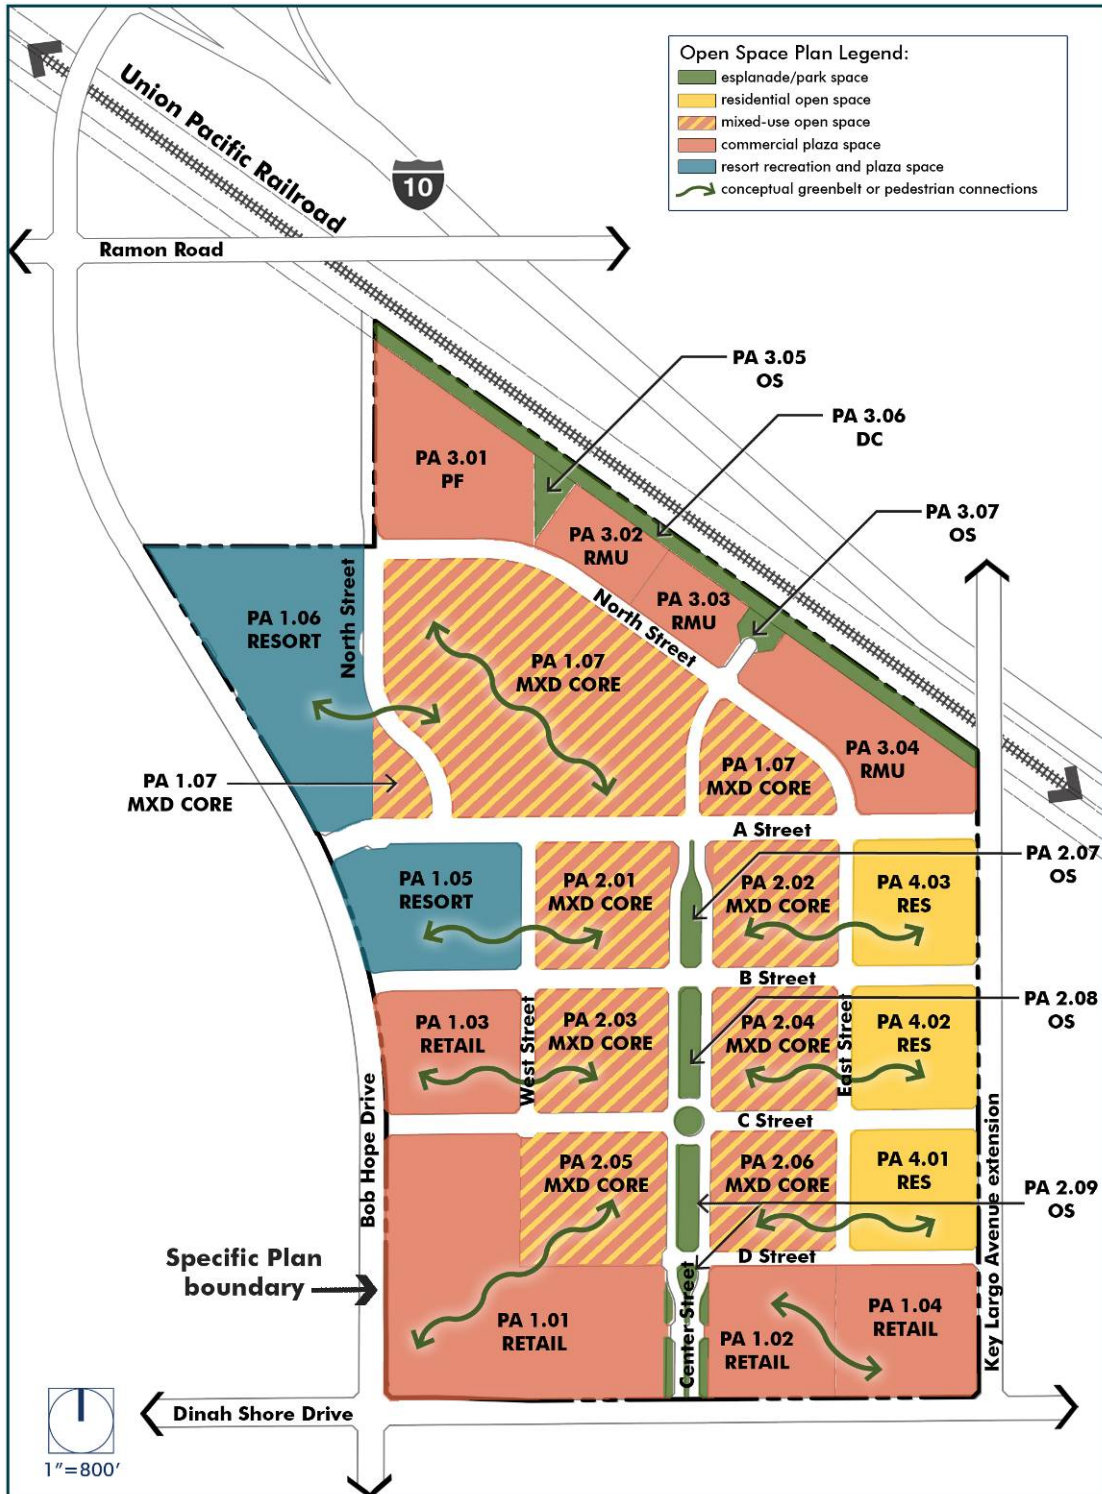 Open Space Plan Legend:
esplanade/park space
residential open space
mixed-use open space
commercial plaza space
resort recreation and plaza space
conceptual greenbelt or pedestrian connections
Union Pacific Railroad
10
Ramon Road
PA 3.05
OS
PA 3.06
DC
PA 3.01
PF
PA 3.07
OS
PA 3.02
RMU
PA 3.03
RMU
North Street
North Street
PA 1.06
RESORT
PA 1.07
MXD CORE
PA 3.04
RMU
PA 1.07
MXD CORE
PA 1.07
MXD CORE
A Street
PA 2.07
OS
PA 1.05
RESORT
PA 2.01
MXD CORE
PA 2.02
MXD CORE
PA 4.03
RES
B Street
PA 2.08
OS
PA 1.03
RETAIL
West Street
PA 2.03
MXD CORE
PA 2.04
MXD CORE
East Street
PA 4.02
RES
C Street
Bob Hope Drive
Key Largo Avenue extension
PA 2.05
MXD CORE
PA 2.06
MXD CORE
PA 4.01
RES
PA 2.09
OS
D Street
Specific Plan
boundary
PA 1.01
RETAIL
Center Street
PA 1.02
RETAIL
PA 1.04
RETAIL
Dinah Shore Drive
1"=800'